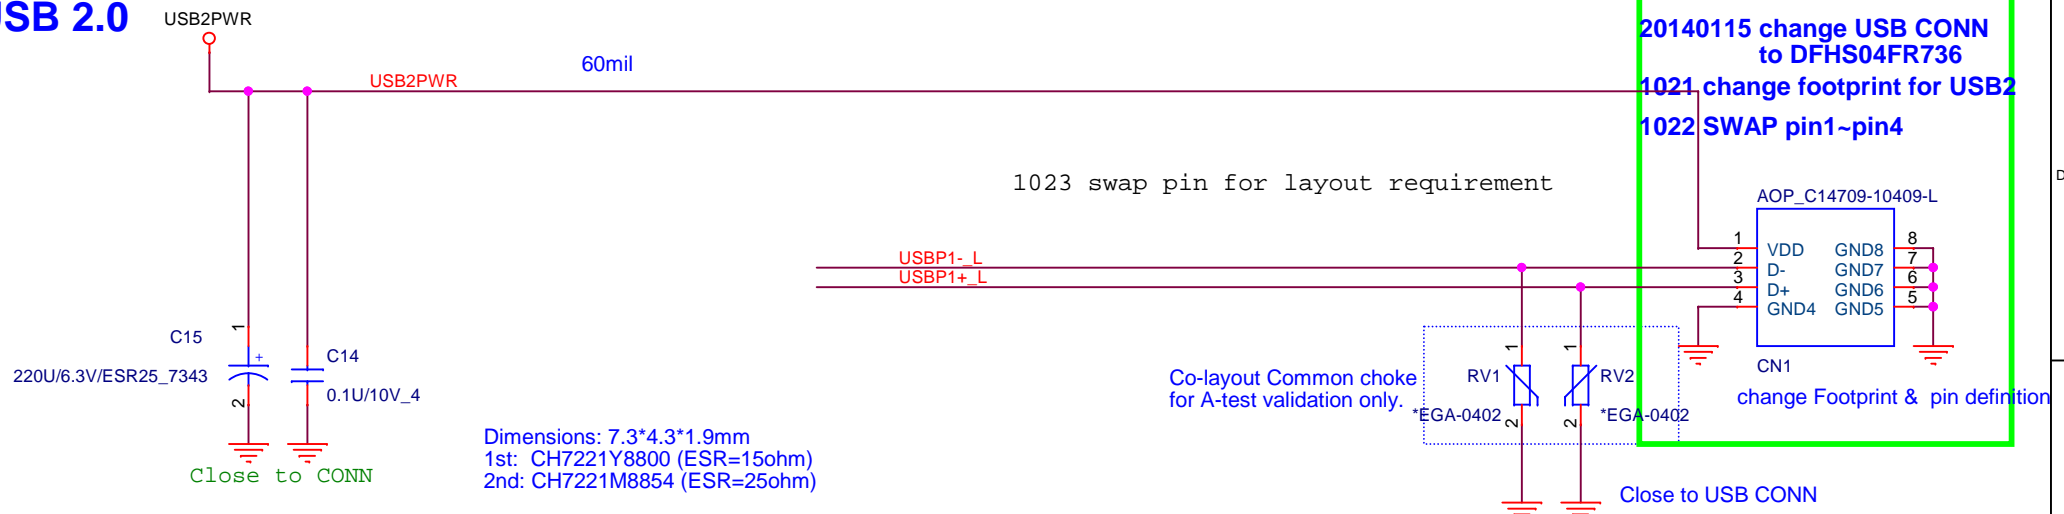 USB 2.0
USB2PWR
60mil
USB2PWR
20140115 change USB CONN
to DFHS04FR736
1021 change footprint for USB2
1022 SWAP pin1~pin4
1023 swap pin for layout requirement
D
AOP_C14709-10409-L
USBP1-_L
USBP1+_L
1 VDD GND8 8
2 D- GND7 7
3 D+ GND6 6
4 GND4 GND5 5
CN1
change Footprint & pin definition
C15
1
+
220U/6.3V/ESR25_7343
2
C14
0.1U/10V_4
Close to CONN
Dimensions: 7.3*4.3*1.9mm
1st: CH7221Y8800 (ESR=15ohm)
2nd: CH7221M8854 (ESR=25ohm)
Co-layout Common choke
for A-test validation only.
1
RV1
*EGA-0402
2
1
RV2
*EGA-0402
2
Close to USB CONN